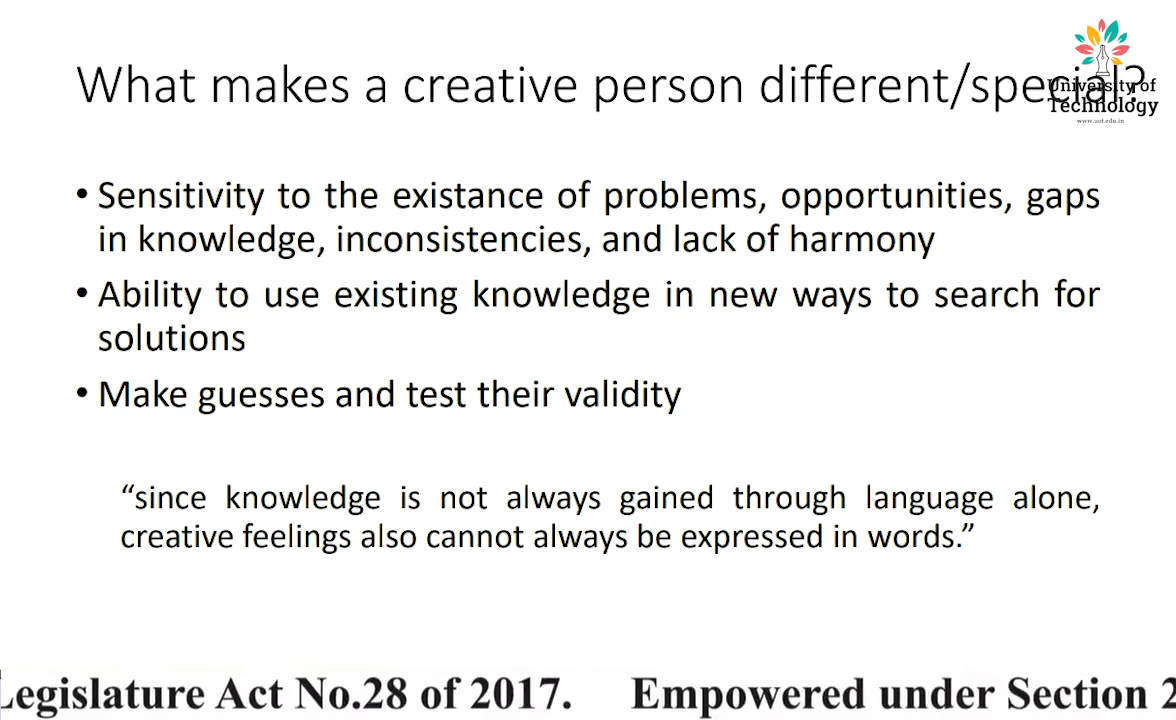 What makes a creative person different/special?
University of
Technology
www.uot.edu.in
• Sensitivity to the existance of problems, opportunities, gaps
in knowledge, inconsistencies, and lack of harmony
• Ability to use existing knowledge in new ways to search for
solutions
• Make guesses and test their validity
“since knowledge is not always gained through language alone,
creative feelings also cannot always be expressed in words.”
Legislature Act No.28 of 2017. Empowered under Section 2